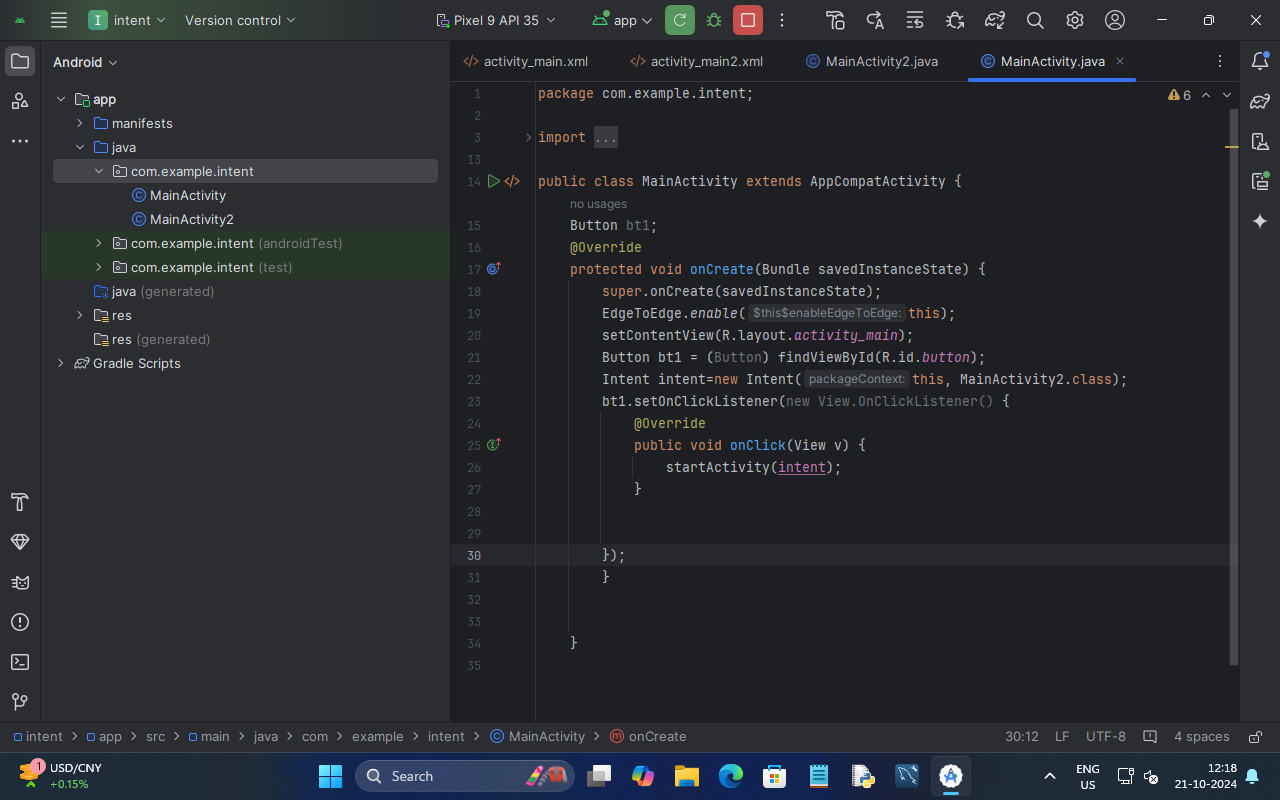 I intent Version control Pixel 9 API 35 app
Android
activity_main.xml activity_main2.xml MainActivity2.java MainActivity.java
app
manifests
java
com.example.intent
MainActivity
MainActivity2
com.example.intent (androidTest)
com.example.intent (test)
java (generated)
res
res (generated)
Gradle Scripts
6
1 package com.example.intent;
2
3 import ...
13
14 public class MainActivity extends AppCompatActivity {
no usages
15 Button bt1;
16 @Override
17 protected void onCreate(Bundle savedInstanceState) {
18 super.onCreate(savedInstanceState);
19 EdgeToEdge.enable( $this$enableEdgeToEdge: this);
20 setContentView(R.layout.activity_main);
21 Button bt1 = (Button) findViewById(R.id.button);
22 Intent intent=new Intent( packageContext: this, MainActivity2.class);
23 bt1.setOnClickListener(new View.OnClickListener() {
24 @Override
25 public void onClick(View v) {
26 startActivity(intent);
27 }
28
29
30 });
31 }
32
33
34 }
35
intent app src main java com example intent MainActivity onCreate 30:12 LF UTF-8 4 spaces
1 USD/CNY
+0.15%
Search
ENG
US
12:18
21-10-2024